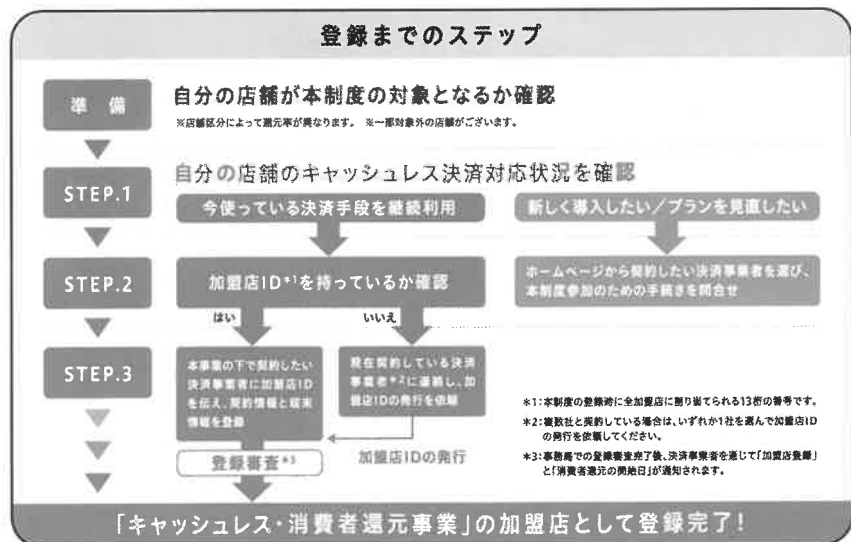 登録までのステップ
準備
自分の店舗が本制度の対象となるか確認
※店舗区分によって還元率が異なります。 ※一部対象外の店舗がございます。
STEP.1
自分の店舗のキャッシュレス決済対応状況を確認
今使っている決済手段を継続利用
新しく導入したい／プランを見直したい
STEP.2
加盟店ID*1を持っているか確認
ホームページから契約したい決済事業者を選び、
本制度参加のための手続きを問合せ
はい
いいえ
STEP.3
本事業の下で契約したい
決済事業者に加盟店ID
を伝え、契約情報と端末
情報を登録
現在契約している決済
事業者*2に連絡し、加
盟店IDの発行を依頼
登録審査*3
加盟店IDの発行
*1:本制度の登録時に全加盟店に割り当てられる13桁の番号です。
*2:複数社と契約している場合は、いずれか1社を選んで加盟店ID
の発行を依頼してください。
*3:事務局での登録審査完了後、決済事業者を通じて「加盟店登録」
と「消費者還元の開始日」が通知されます。
「キャッシュレス・消費者還元事業」の加盟店として登録完了！